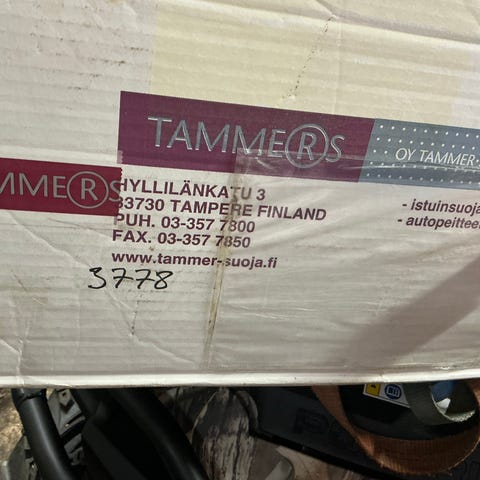 TAMMERS
OY TAMMER-
MMERS
HYLLILÄNKATU 3
33730 TAMPERE FINLAND
PUH. 03-357 7800
FAX. 03-357 7850
www.tammer-suoja.fi
- istuinsuoja
- autopeitteet
3778